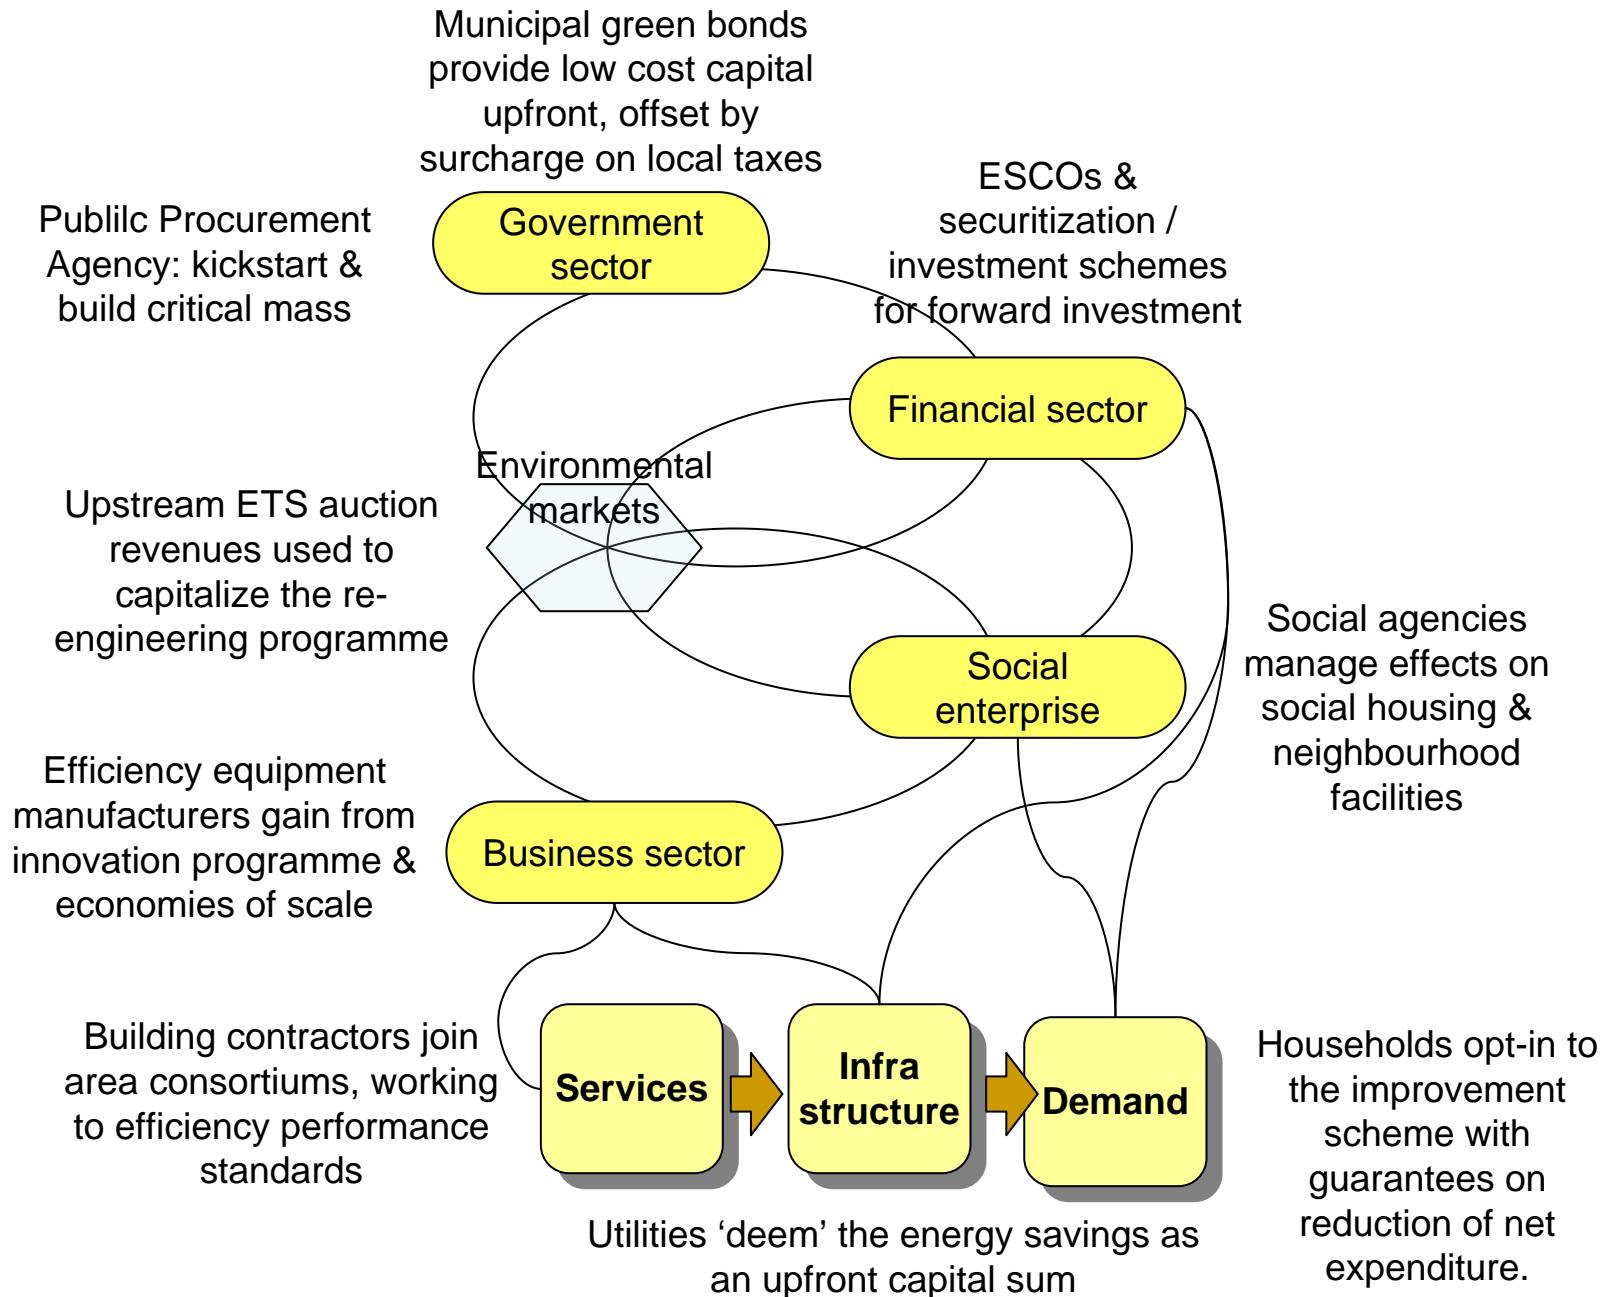 Municipal green bonds
provide low cost capital
upfront, offset by
surcharge on local taxes
ESCOs &
securitization /
investment schemes
for forward investment
Publilc Procurement
Agency: kickstart &
build critical mass
Government
sector
Financial sector
Environmental
markets
Upstream ETS auction
revenues used to
capitalize the re-
engineering programme
Social
enterprise
Social agencies
manage effects on
social housing &
neighbourhood
facilities
Efficiency equipment
manufacturers gain from
innovation programme &
economies of scale
Business sector
Building contractors join
area consortiums, working
to efficiency performance
standards
Services
Infra
structure
Demand
Households opt-in to
the improvement
scheme with
guarantees on
reduction of net
expenditure.
Utilities ‘deem’ the energy savings as
an upfront capital sum